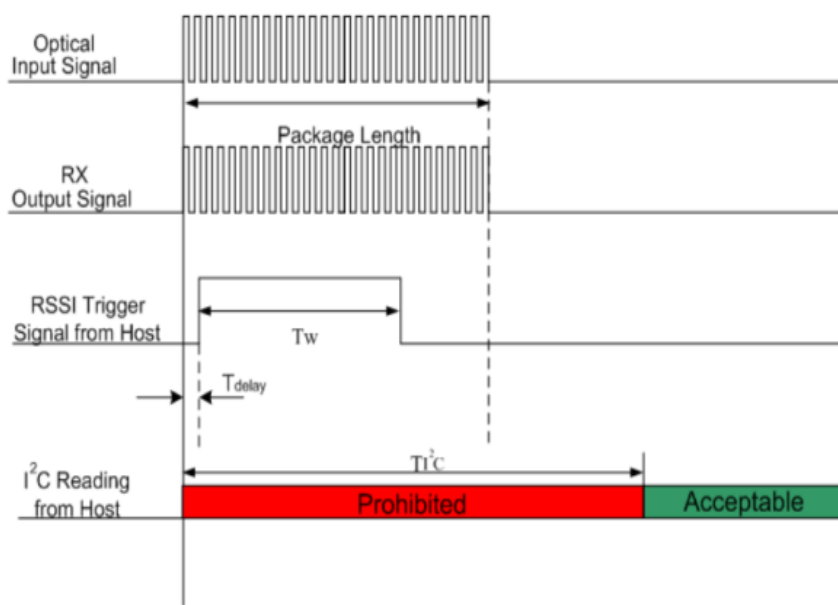 Optical
Input Signal
Package Length
RX
Output Signal
RSSI Trigger
Signal from Host
Tw
Tdelay
TI²C
I²C Reading
from Host
Prohibited
Acceptable